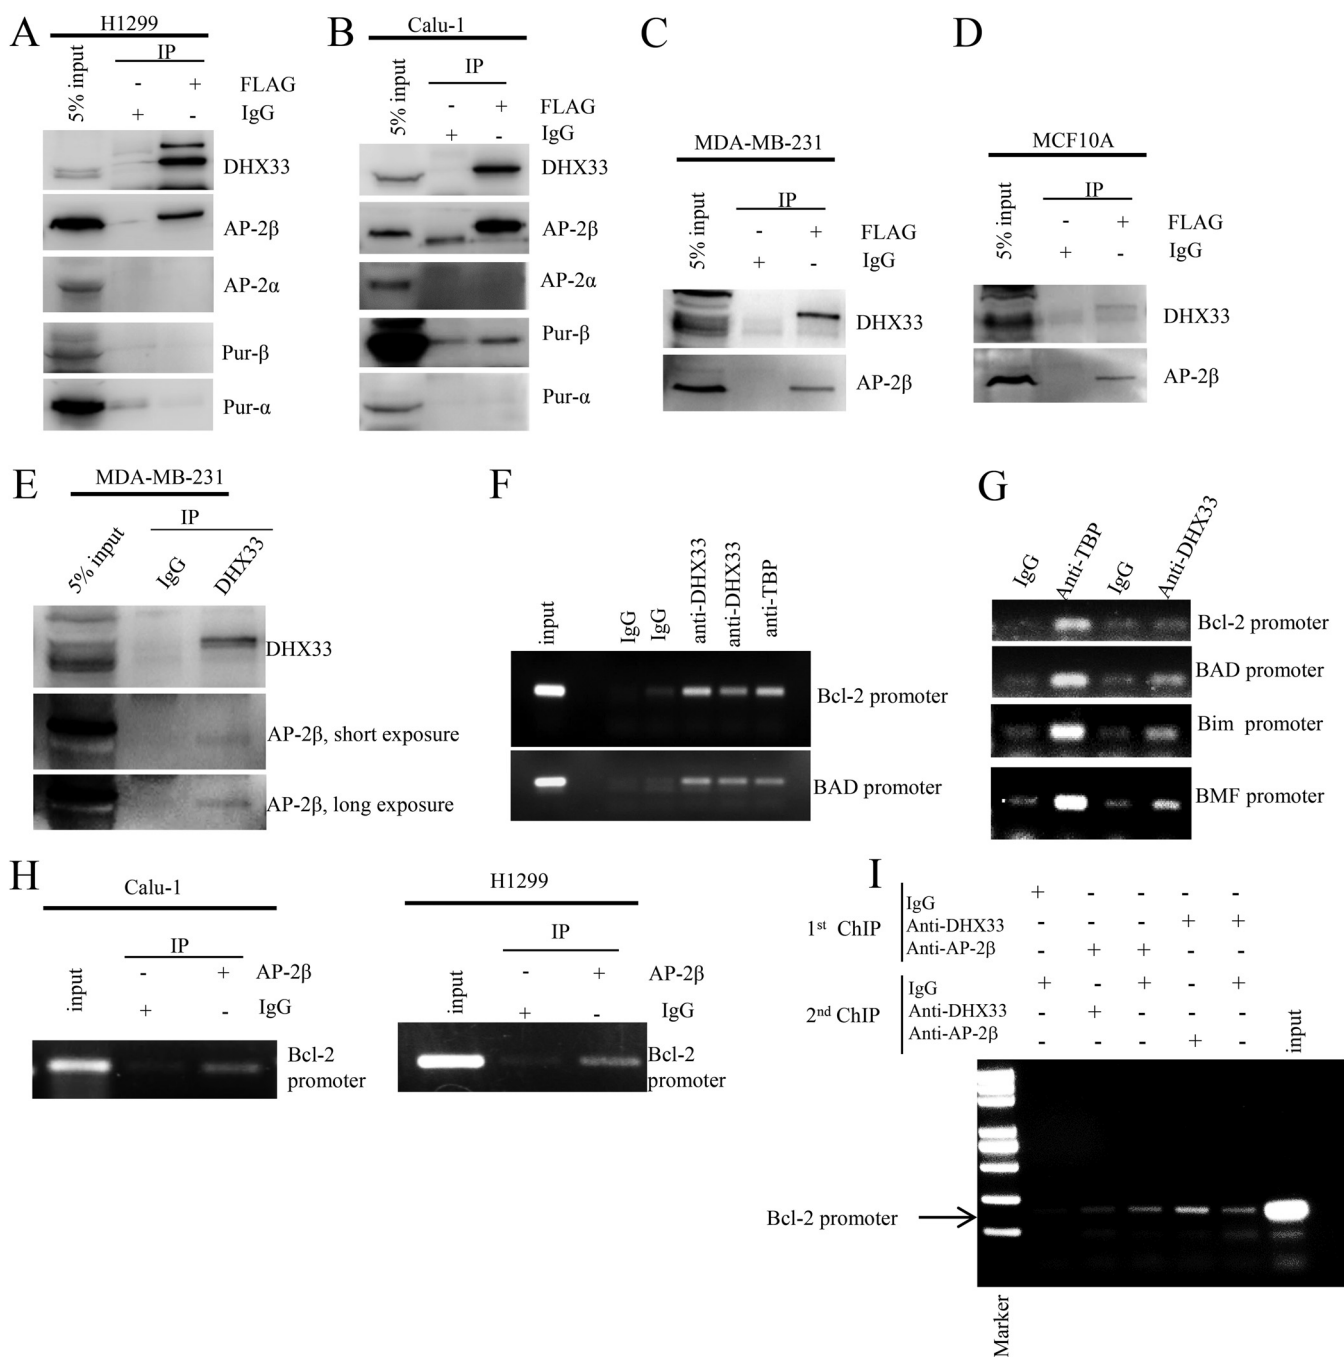 A
H1299
5% input
IP
- + FLAG
+ - IgG
DHX33
AP-2β
AP-2α
Pur-β
Pur-α
B
Calu-1
5% input
IP
- + FLAG
+ - IgG
DHX33
AP-2β
AP-2α
Pur-β
Pur-α
C
MDA-MB-231
5% input
IP
- + FLAG
+ - IgG
DHX33
AP-2β
D
MCF10A
5% input
IP
- + FLAG
+ - IgG
DHX33
AP-2β
E
MDA-MB-231
IP
5% input
IgG
DHX33
DHX33
AP-2β, short exposure
AP-2β, long exposure
F
input
IgG
IgG
anti-DHX33
anti-DHX33
anti-TBP
Bcl-2 promoter
BAD promoter
G
IgG
Anti-TBP
IgG
Anti-DHX33
Bcl-2 promoter
BAD promoter
Bim promoter
BMF promoter
H
Calu-1
input
IP
- + AP-2β
+ - IgG
Bcl-2
promoter
H1299
input
IP
- + AP-2β
+ - IgG
Bcl-2
promoter
I
1st ChIP
IgG + - - - -
Anti-DHX33 - - - + +
Anti-AP-2β - + + - -
2nd ChIP
IgG + - + - +
Anti-DHX33 - + - - -
Anti-AP-2β - - - + -
input
Bcl-2 promoter
Marker